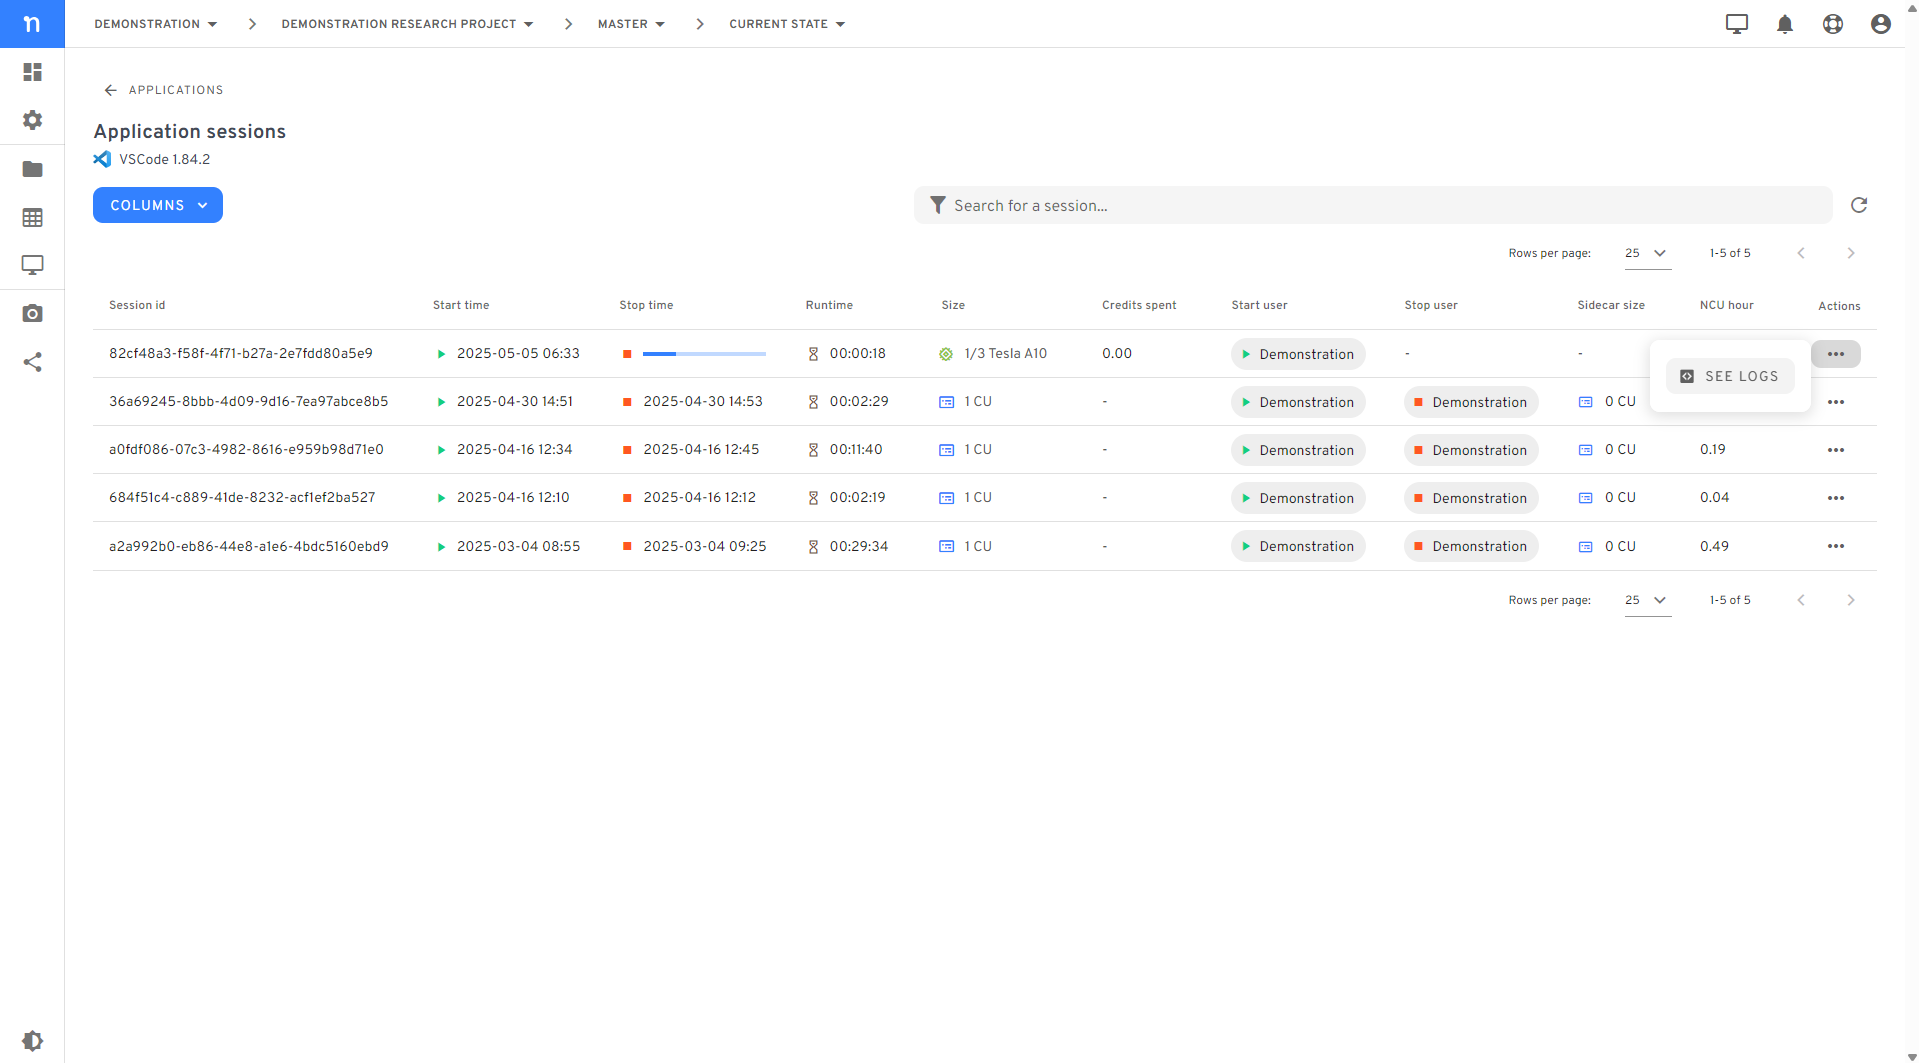 n DEMONSTRATION DEMONSTRATION RESEARCH PROJECT MASTER CURRENT STATE
APPLICATIONS
Application sessions
VSCode 1.84.2
COLUMNS Search for a session...
Rows per page: 25 1-5 of 5
Session id Start time Stop time Runtime Size Credits spent Start user Stop user Sidecar size NCU hour Actions
82cf48a3-f58f-4f71-b27a-2e7fdd80a5e9 2025-05-05 06:33 00:00:18 1/3 Tesla A10 0.00 Demonstration - -
SEE LOGS
36a69245-8bbb-4d09-9d16-7ea97abce8b5 2025-04-30 14:51 2025-04-30 14:53 00:02:29 1 CU - Demonstration Demonstration 0 CU
a0fdf086-07c3-4982-8616-e959b98d71e0 2025-04-16 12:34 2025-04-16 12:45 00:11:40 1 CU - Demonstration Demonstration 0 CU 0.19
684f51c4-c889-41de-8232-acf1ef2ba527 2025-04-16 12:10 2025-04-16 12:12 00:02:19 1 CU - Demonstration Demonstration 0 CU 0.04
a2a992b0-eb86-44e8-a1e6-4bdc5160ebd9 2025-03-04 08:55 2025-03-04 09:25 00:29:34 1 CU - Demonstration Demonstration 0 CU 0.49
Rows per page: 25 1-5 of 5